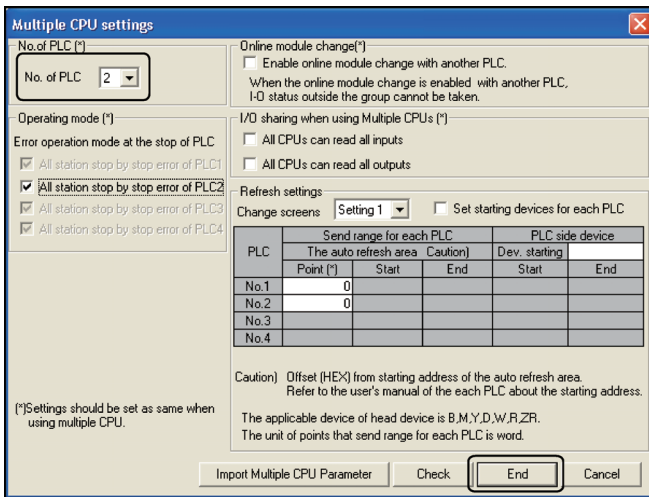 Multiple CPU settings
No.of PLC (*)
No. of PLC 2
Operating mode (*)
Error operation mode at the stop of PLC
All station stop by stop error of PLC1
All station stop by stop error of PLC2
All station stop by stop error of PLC3
All station stop by stop error of PLC4
(*)Settings should be set as same when
using multiple CPU.
Online module change(*)
Enable online module change with another PLC.
When the online module change is enabled with another PLC,
I-O status outside the group cannot be taken.
I/O sharing when using Multiple CPUs (*)
All CPUs can read all inputs
All CPUs can read all outputs
Refresh settings
Change screens Setting 1 Set starting devices for each PLC
PLC Send range for each PLC PLC side device
The auto refresh area Caution) Dev. starting
Point (*) Start End Start End
No.1 0
No.2 0
No.3
No.4
Caution) Offset (HEX) from starting address of the auto refresh area.
Refer to the user's manual of the each PLC about the starting address.
The applicable device of head device is B,M,Y,D,W,R,ZR.
The unit of points that send range for each PLC is word.
Import Multiple CPU Parameter Check End Cancel